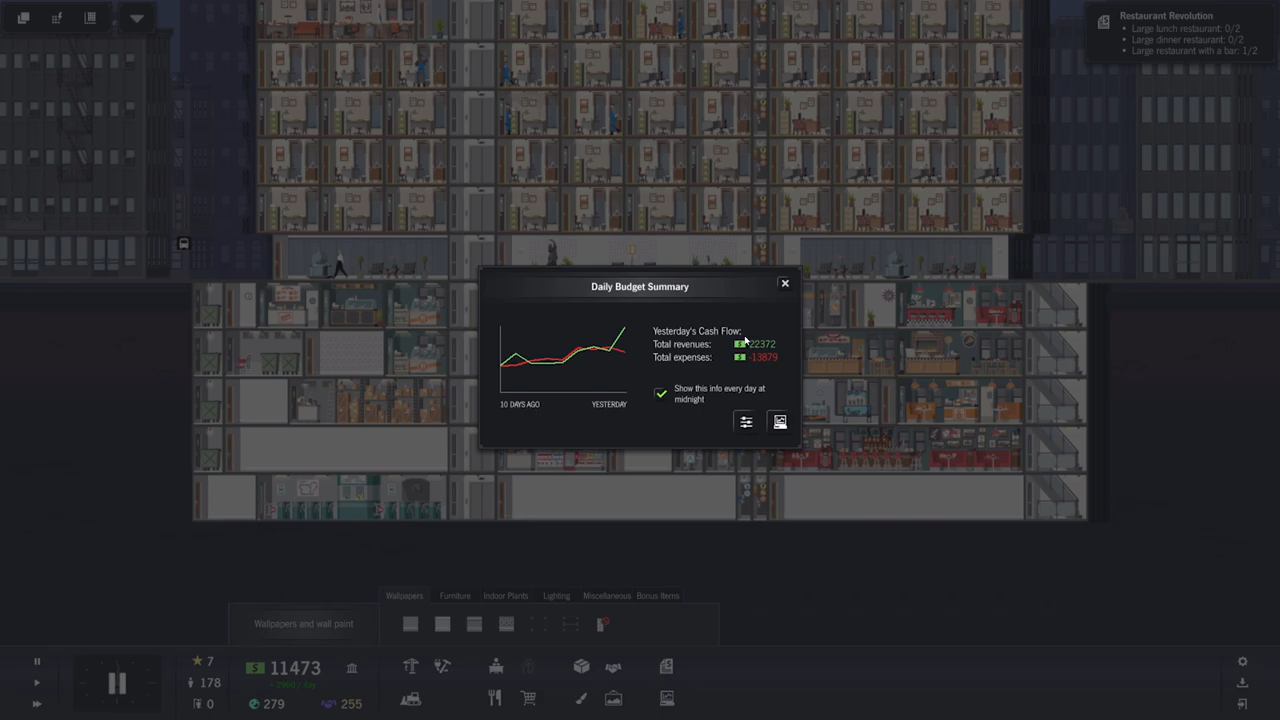 Restaurant Revolution
• Large lunch restaurant: 0/2
• Large dinner restaurant: 0/2
• Large restaurant with a bar: 1/2
Daily Budget Summary
Yesterday's Cash Flow:
Total revenues: 22372
Total expenses: -13879
Show this info every day at
midnight
10 DAYS AGO YESTERDAY
Wallpapers Furniture Indoor Plants Lighting Miscellaneous Bonus Items
Wallpapers and wall paint
7
178
0
11473
279 255